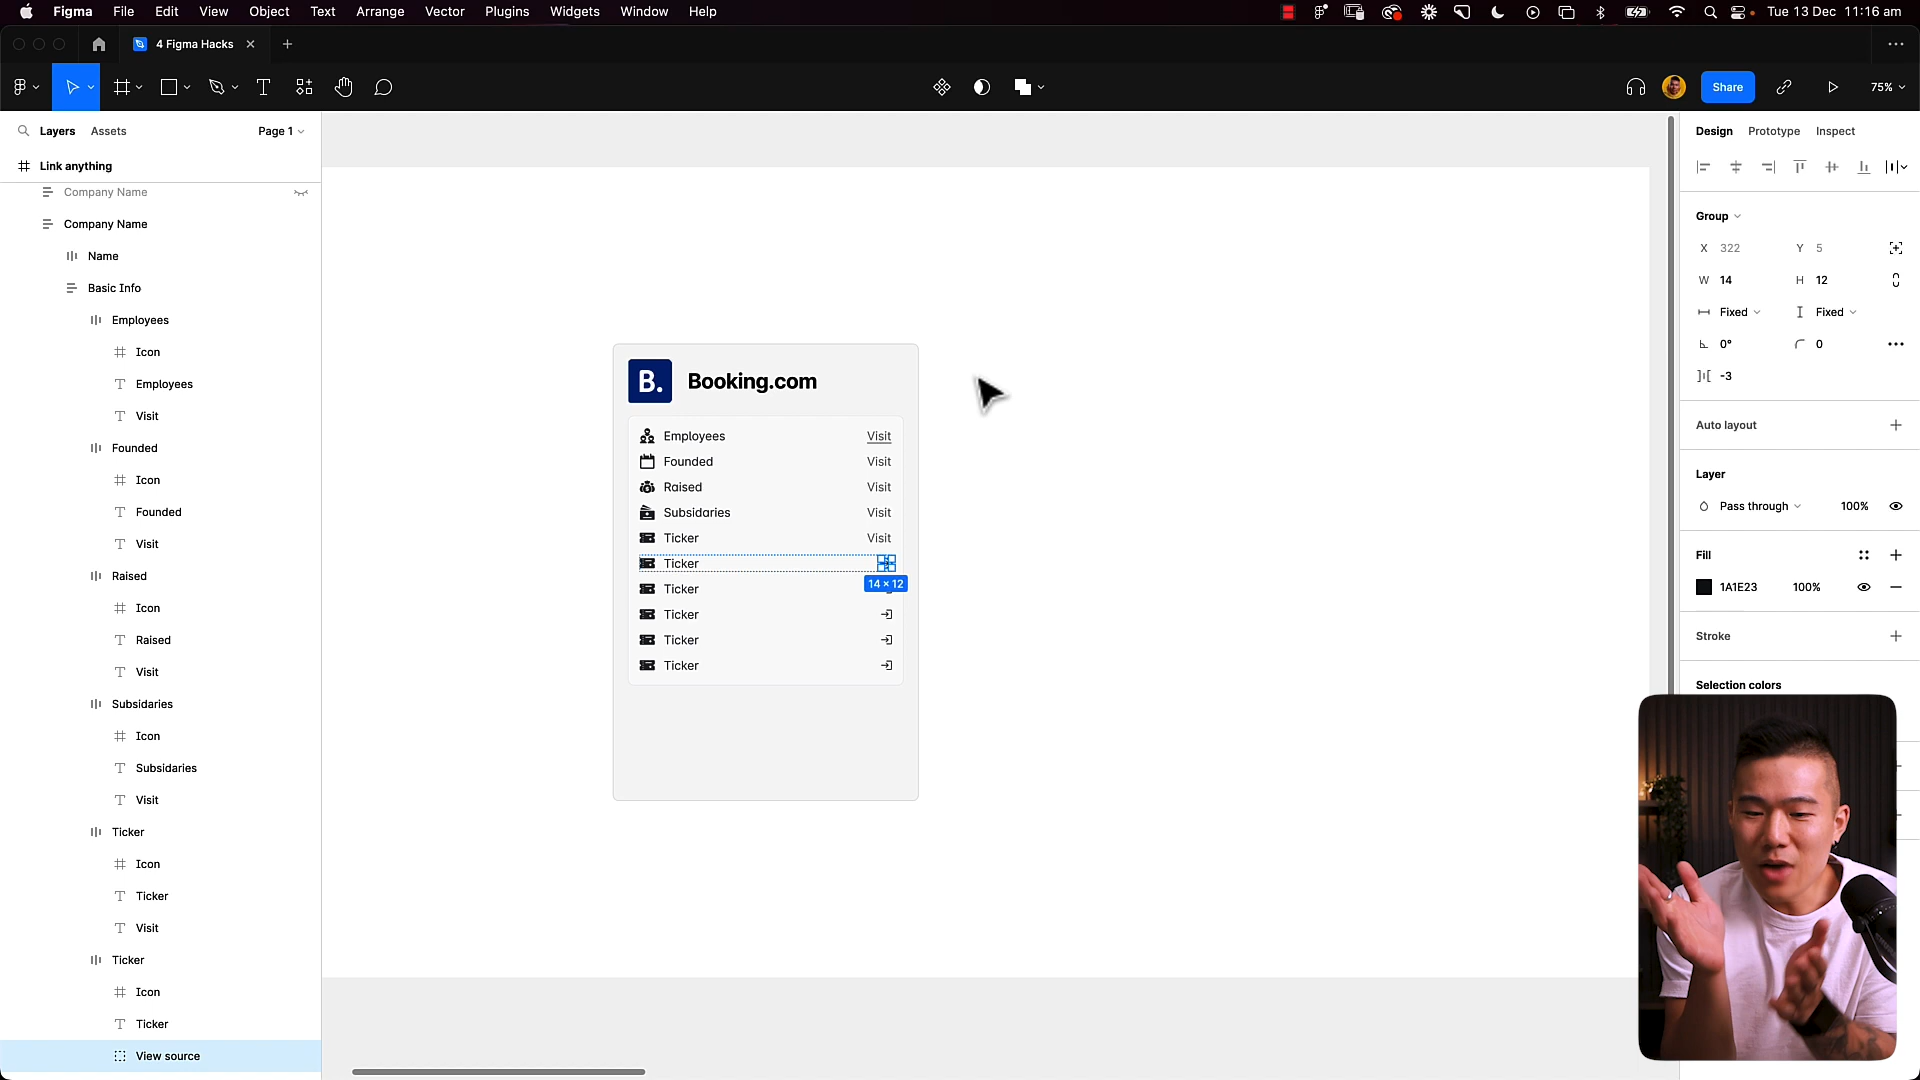 Figma File Edit View Object Text Arrange Vector Plugins Widgets Window Help
Tue 13 Dec 11:16 am
4 Figma Hacks
Share
75%
Layers Assets Page 1
Link anything
Company Name
Company Name
Name
Basic Info
Employees
Icon
Employees
Visit
Founded
Icon
Founded
Visit
Raised
Icon
Raised
Visit
Subsidaries
Icon
Subsidaries
Visit
Ticker
Icon
Ticker
Visit
Ticker
Icon
Ticker
View source
B. Booking.com
Employees Visit
Founded Visit
Raised Visit
Subsidaries Visit
Ticker Visit
Ticker
14 × 12
Ticker
Ticker
Ticker
Ticker
Design Prototype Inspect
Group
X 322 Y 5
W 14 H 12
Fixed Fixed
0° 0
-3
Auto layout
Layer
Pass through 100%
Fill
1A1E23 100%
Stroke
Selection colors